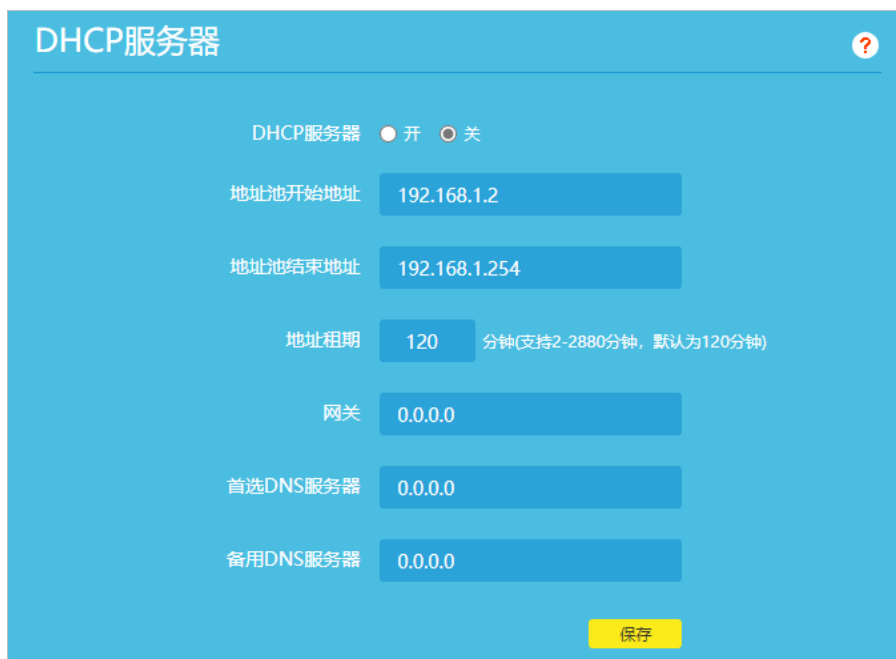 DHCP服务器
?
DHCP服务器 开 关
地址池开始地址 192.168.1.2
地址池结束地址 192.168.1.254
地址租期 120 分钟(支持2-2880分钟，默认为120分钟)
网关 0.0.0.0
首选DNS服务器 0.0.0.0
备用DNS服务器 0.0.0.0
保存